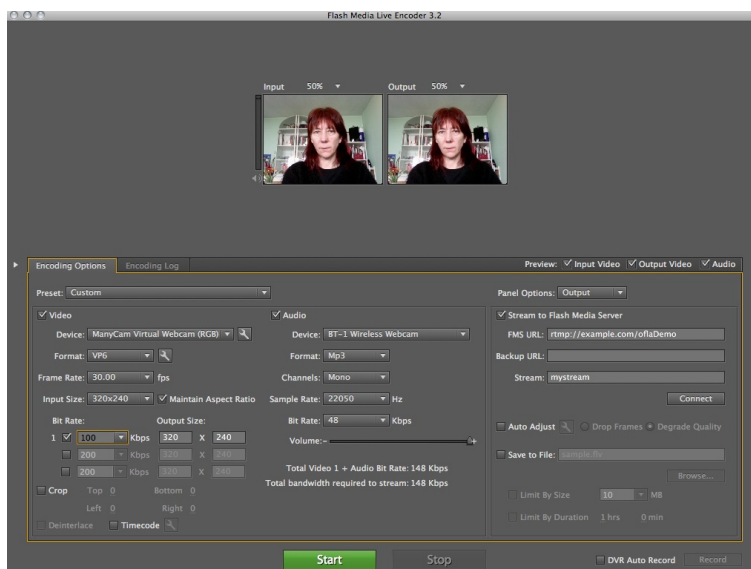 Flash Media Live Encoder 3.2
Input 50% Output 50%
Encoding Options Encoding Log Preview: Input Video Output Video Audio
Preset: Custom
Panel Options: Output
Video
Device: ManyCam Virtual Webcam (RGB)
Format: VP6
Frame Rate: 30.00 fps
Input Size: 320x240 Maintain Aspect Ratio
Bit Rate: Output Size:
1 100 Kbps 320 X 240
200 Kbps 320 X 240
200 Kbps 320 X 240
Crop Top 0 Bottom 0
Left 0 Right 0
Deinterlace Timecode
Audio
Device: BT-1 Wireless Webcam
Format: Mp3
Channels: Mono
Sample Rate: 22050 Hz
Bit Rate: 48 Kbps
Volume:- +
Total Video 1 + Audio Bit Rate: 148 Kbps
Total bandwidth required to stream: 148 Kbps
Stream to Flash Media Server
FMS URL: rtmp://example.com/oflaDemo
Backup URL:
Stream: mystream
Connect
Auto Adjust Drop Frames Degrade Quality
Save to File: sample.flv
Browse...
Limit By Size 10 MB
Limit By Duration 1 hrs 0 min
Start Stop DVR Auto Record Record